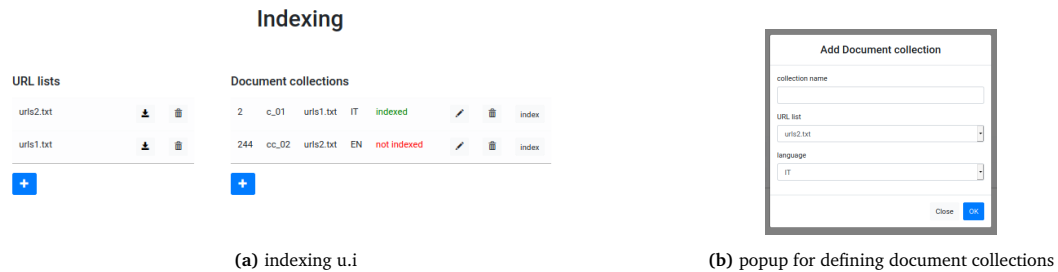 Indexing
URL lists
urls2.txt
urls1.txt
Document collections
2 c_01 urls1.txt IT indexed index
244 cc_02 urls2.txt EN not indexed index
(a) indexing u.i
Add Document collection
collection name
URL list
urls2.txt
language
IT
Close OK
(b) popup for defining document collections